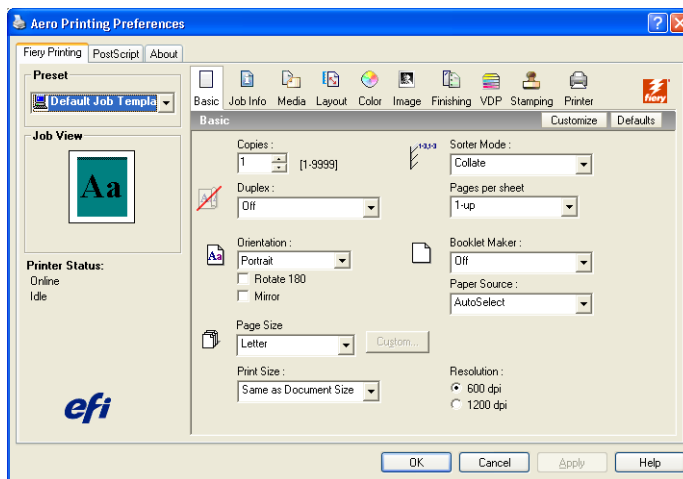 Aero Printing Preferences
Fiery Printing PostScript About
Preset
Default Job Templa
Job View
Aa
Printer Status:
Online
Idle
efi
Basic Job Info Media Layout Color Image Finishing VDP Stamping Printer
fiery
Basic Customize Defaults
Copies :
1 [1-9999]
Sorter Mode :
Collate
Duplex :
Off
Pages per sheet
1-up
Orientation :
Portrait
Rotate 180
Mirror
Booklet Maker :
Off
Paper Source :
AutoSelect
Page Size
Letter Custom...
Print Size :
Same as Document Size
Resolution :
600 dpi
1200 dpi
OK Cancel Apply Help